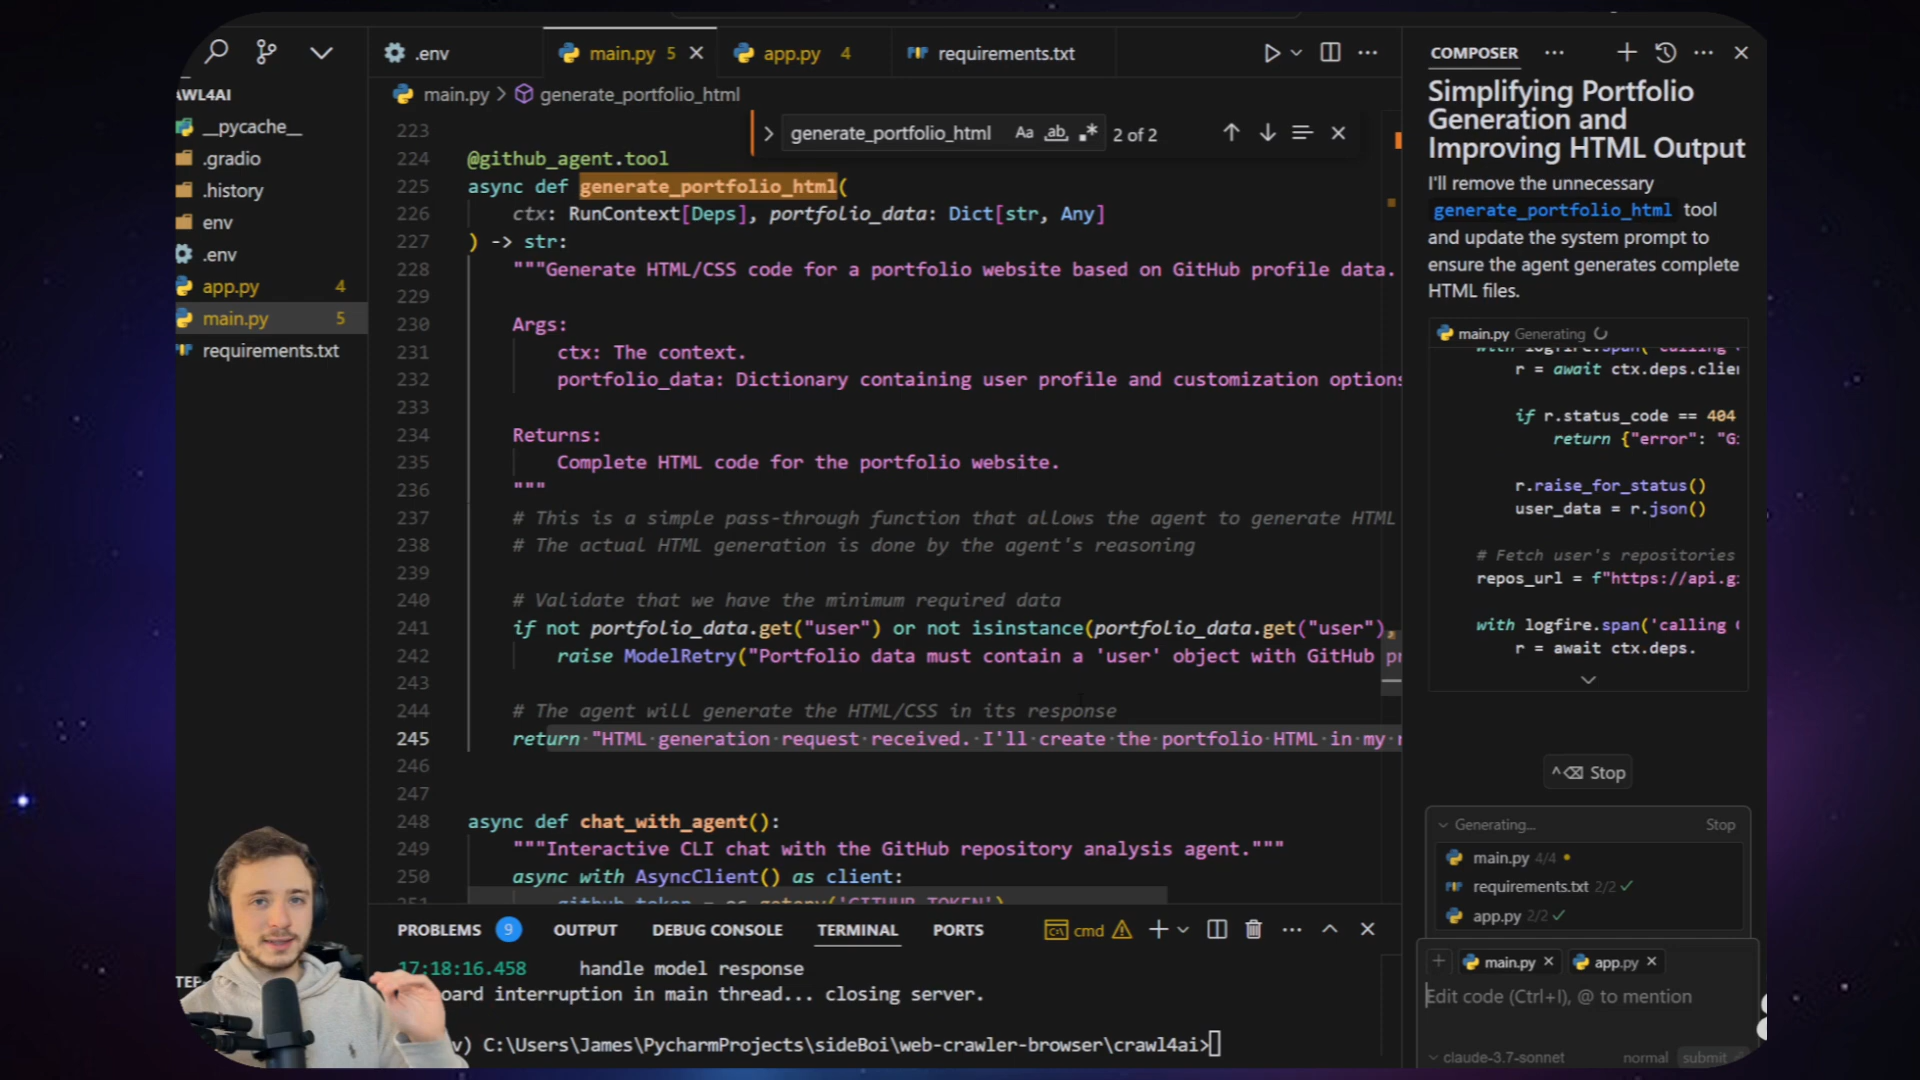 .env
main.py 5
app.py 4
requirements.txt
AWL4AI
__pycache__
.gradio
.history
env
.env
app.py 4
main.py 5
requirements.txt
main.py > generate_portfolio_html
generate_portfolio_html Aa ab 2 of 2
223
224 @github_agent.tool
225 async def generate_portfolio_html(
226 ctx: RunContext[Deps], portfolio_data: Dict[str, Any]
227 ) -> str:
228 """Generate HTML/CSS code for a portfolio website based on GitHub profile data.
229
230 Args:
231 ctx: The context.
232 portfolio_data: Dictionary containing user profile and customization options
233
234 Returns:
235 Complete HTML code for the portfolio website.
236 """
237 # This is a simple pass-through function that allows the agent to generate HTML
238 # The actual HTML generation is done by the agent's reasoning
239
240 # Validate that we have the minimum required data
241 if not portfolio_data.get("user") or not isinstance(portfolio_data.get("user"),
242 raise ModelRetry("Portfolio data must contain a 'user' object with GitHub pr
243
244 # The agent will generate the HTML/CSS in its response
245 return "HTML generation request received. I'll create the portfolio HTML in my r
246
247
248 async def chat_with_agent():
249 """Interactive CLI chat with the GitHub repository analysis agent."""
250 async with AsyncClient() as client:
251 github_token = os.getenv('GITHUB_TOKEN')
PROBLEMS 9 OUTPUT DEBUG CONSOLE TERMINAL PORTS cmd
17:18:16.458 handle model response
oard interruption in main thread... closing server.
v) C:\Users\James\PycharmProjects\sideBoi\web-crawler-browser\crawl4ai>
COMPOSER
Simplifying Portfolio
Generation and
Improving HTML Output
I'll remove the unnecessary
generate_portfolio_html tool
and update the system prompt to
ensure the agent generates complete
HTML files.
main.py Generating
with logfire.span('calling
r = await ctx.deps.clie
if r.status_code == 404
return {"error": "Gi
r.raise_for_status()
user_data = r.json()
# Fetch user's repositories
repos_url = f"https://api.g
with logfire.span('calling
r = await ctx.deps.
Stop
Generating... Stop
main.py 4/4
requirements.txt 2/2
app.py 2/2
main.py
app.py
Edit code (Ctrl+I), @ to mention
claude-3.7-sonnet normal submit